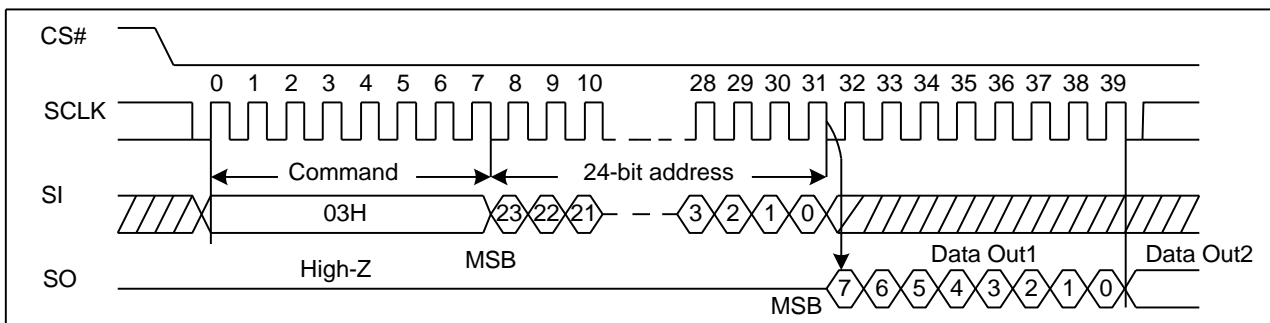 CS#
0 1 2 3 4 5 6 7 8 9 10 28 29 30 31 32 33 34 35 36 37 38 39
SCLK
Command 24-bit address
SI
03H 23 22 21 3 2 1 0
High-Z MSB Data Out1 Data Out2
SO
MSB 7 6 5 4 3 2 1 0